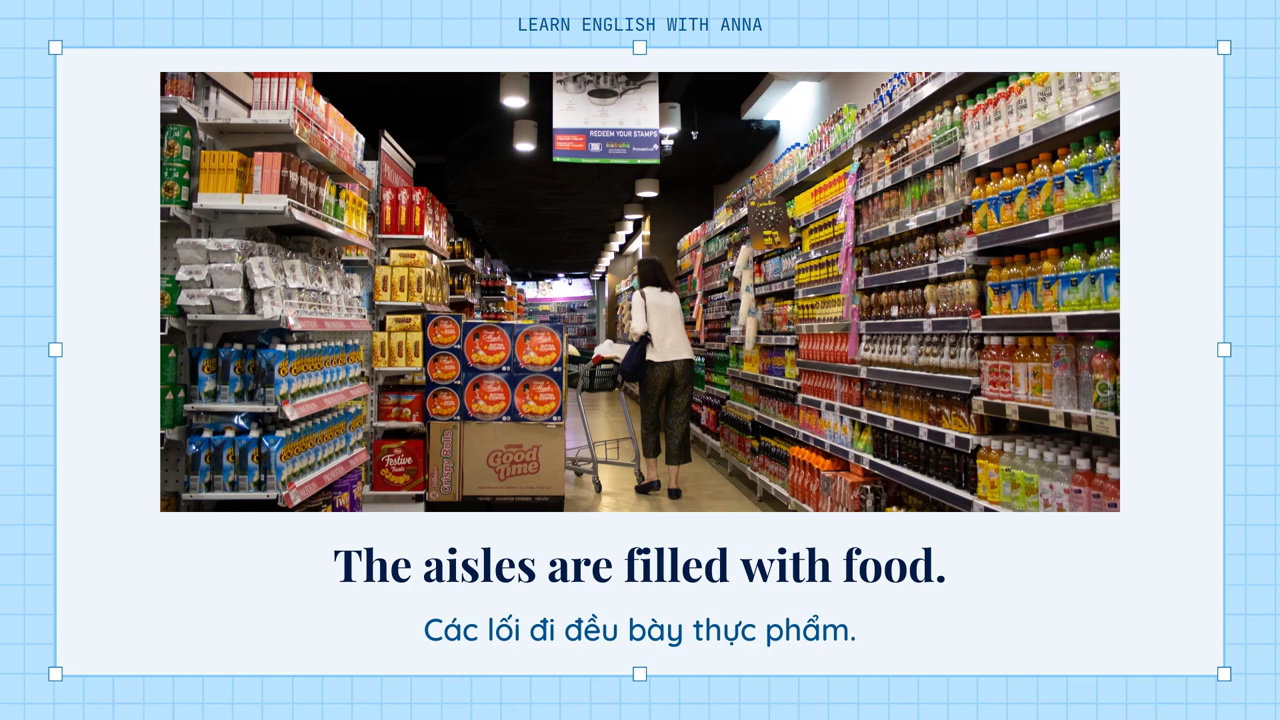 LEARN ENGLISH WITH ANNA
REDEEM YOUR STAMPS
Festive
Crispy Rolls
Good
Time
The aisles are filled with food.
Các lối đi đều bày thực phẩm.